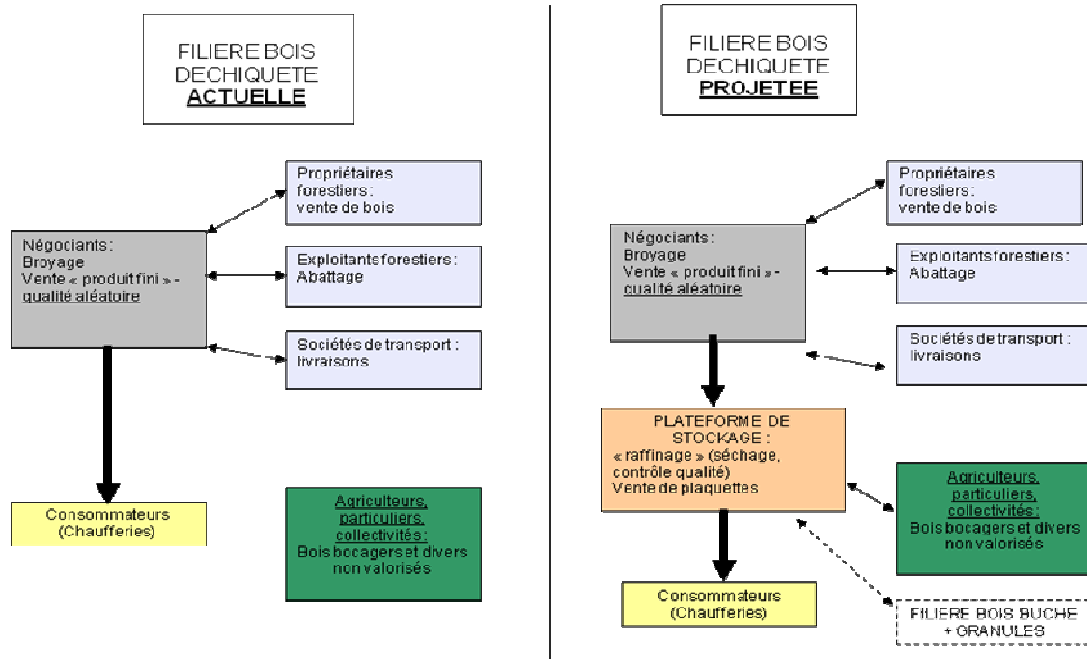 FILIERE BOIS
DECHIQUETE
ACTUELLE
Propriétaires
forestiers :
vente de bois
Négociants :
Broyage
Vente « produit fini » -
qualité aléatoire
Exploitants forestiers :
Abattage
Sociétés de transport :
livraisons
Consommateurs
(Chaufferies)
Agriculteurs,
particuliers,
collectivités :
Bois bocagers et divers
non valorisés
FILIERE BOIS
DECHIQUETE
PROJETEE
Propriétaires
forestiers :
vente de bois
Négociants :
Broyage
Vente « produit fini » -
qualité aléatoire
Exploitants forestiers :
Abattage
Sociétés de transport :
livraisons
PLATEFORME DE
STOCKAGE :
« raffinage » (séchage,
contrôle qualité)
Vente de plaquettes
Agriculteurs,
particuliers,
collectivités :
Bois bocagers et divers
non valorisés
Consommateurs
(Chaufferies)
FILIERE BOIS BUCHE
+ GRANULES